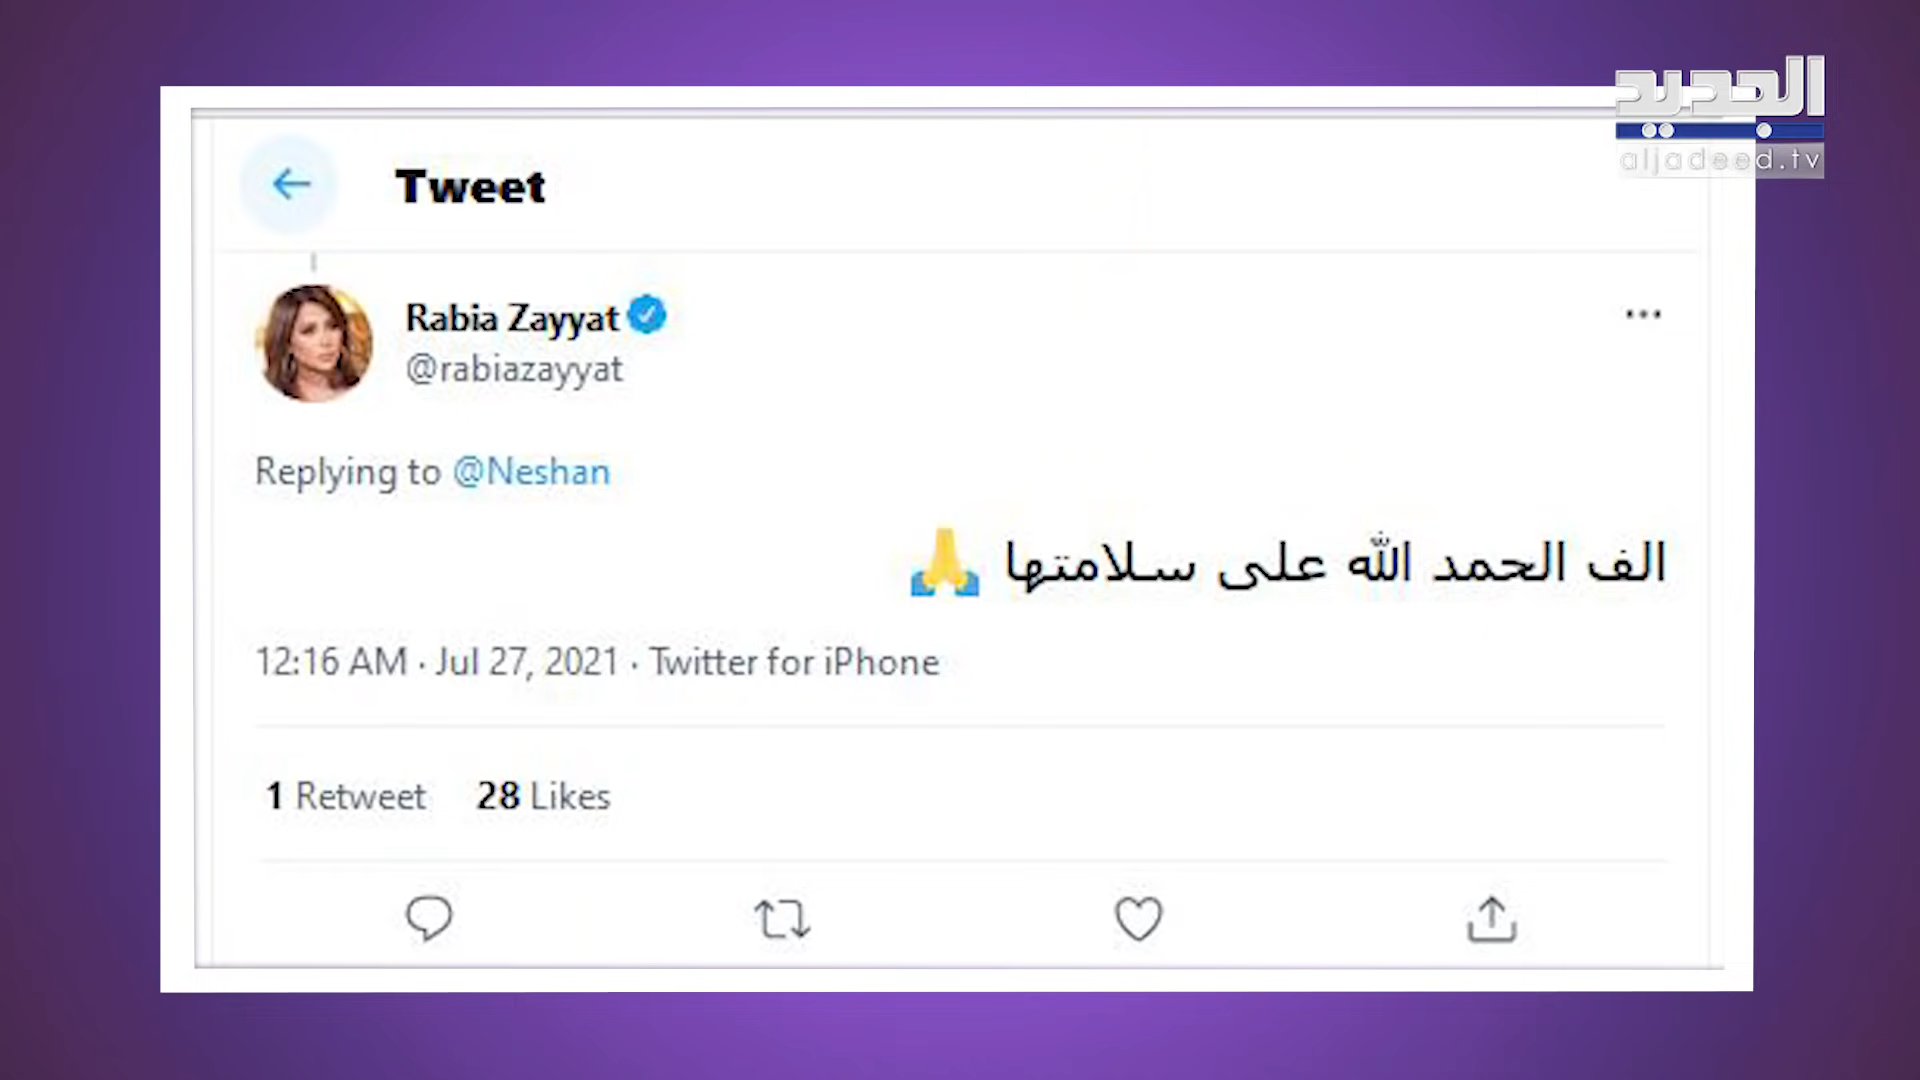 الجديد
aljadeed.tv
Tweet
Rabia Zayyat
@rabiazayyat
Replying to @Neshan
الف الحمد الله على سلامتها 🙏
12:16 AM · Jul 27, 2021 · Twitter for iPhone
1 Retweet 28 Likes